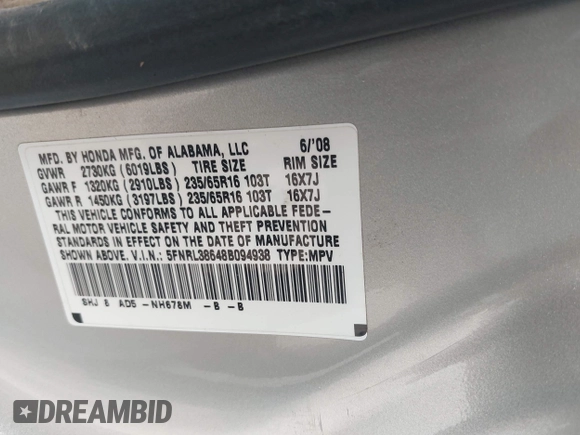 MFD. BY HONDA MFG. OF ALABAMA, LLC 6/'08
GVWR 2730KG (6019LBS) TIRE SIZE RIM SIZE
GAWR F 1320KG (2910LBS) 235/65R16 103T 16X7J
GAWR R 1450KG (3197LBS) 235/65R16 103T 16X7J
THIS VEHICLE CONFORMS TO ALL APPLICABLE FEDE-
RAL MOTOR VEHICLE SAFETY AND THEFT PREVENTION
STANDARDS IN EFFECT ON THE DATE OF MANUFACTURE
SHOWN ABOVE. V.I.N.: 5FNRL38648B094938 TYPE:MPV
SHJ 8 AD5 -NH678M -B -B
DREAMBID